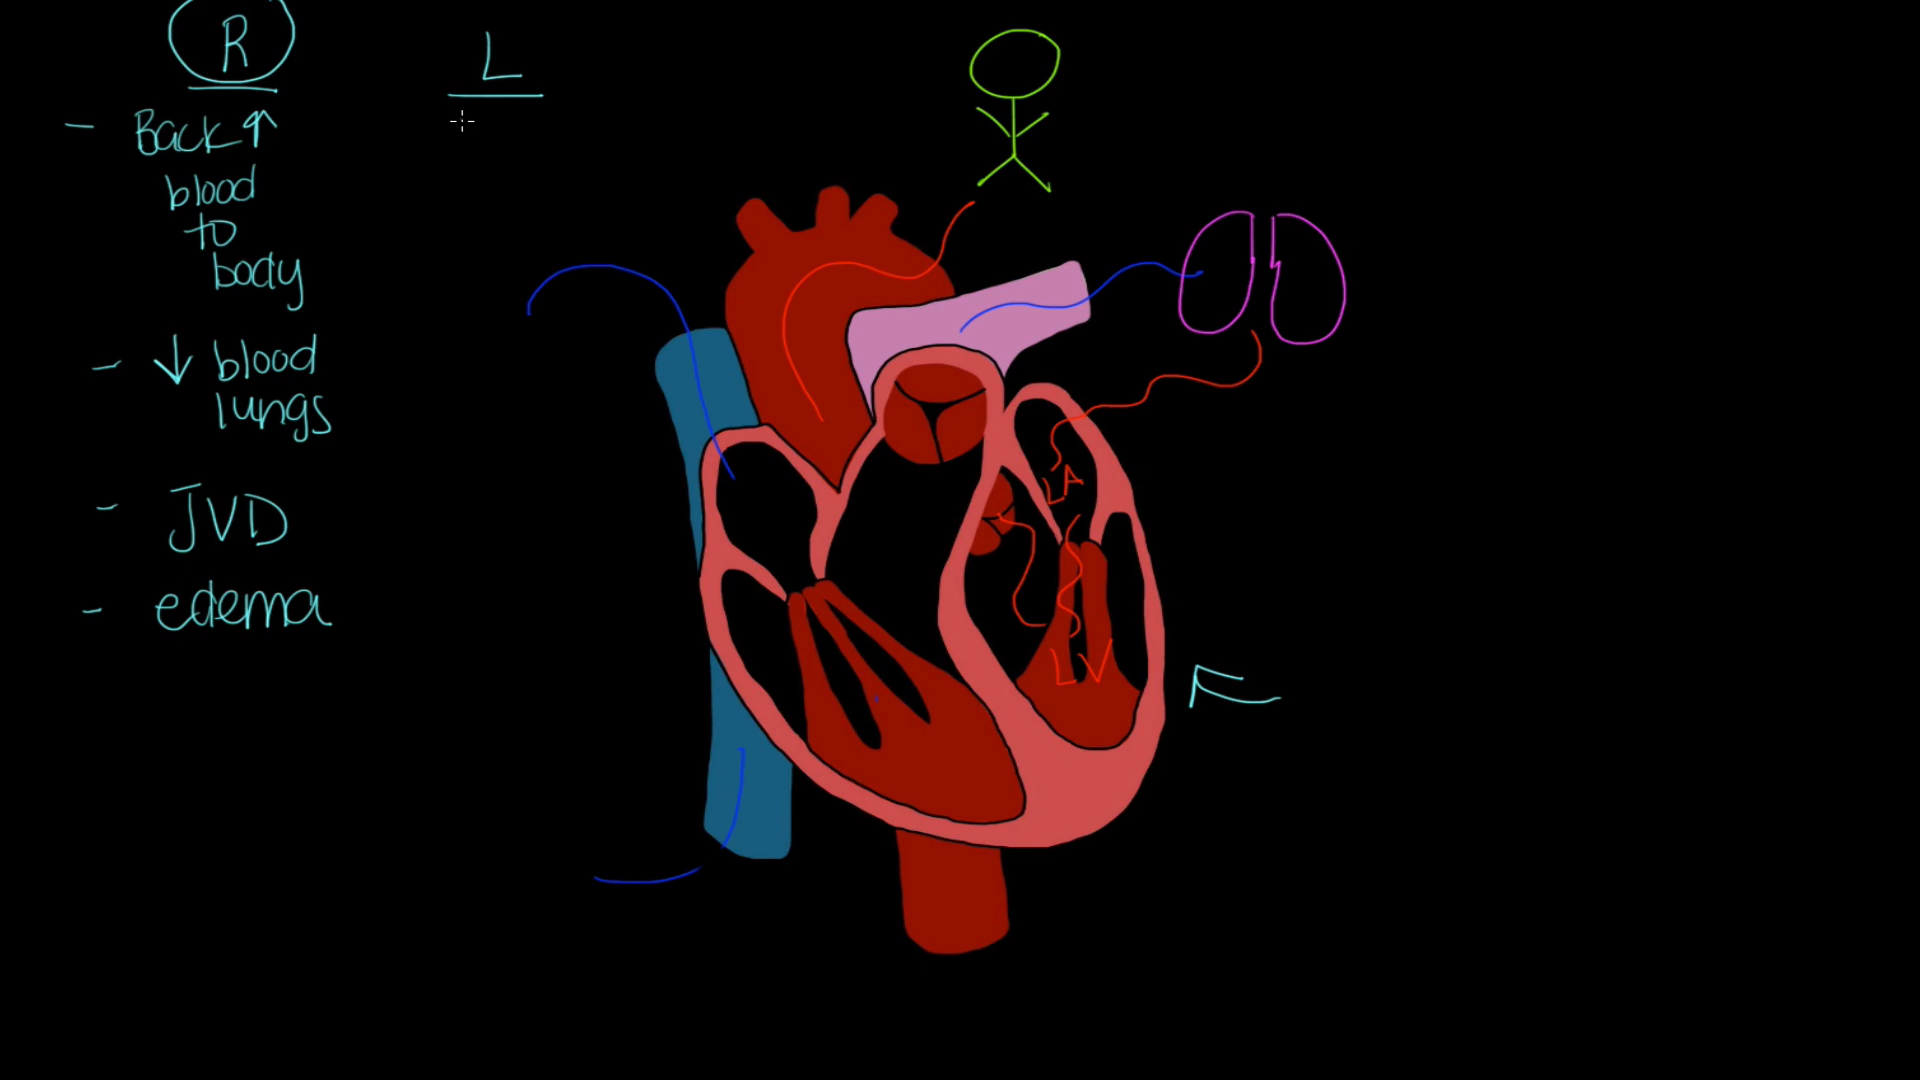 R
- Back ↑
blood
to
body
- ↓ blood
lungs
- JVD
- edema
L
LA
LV